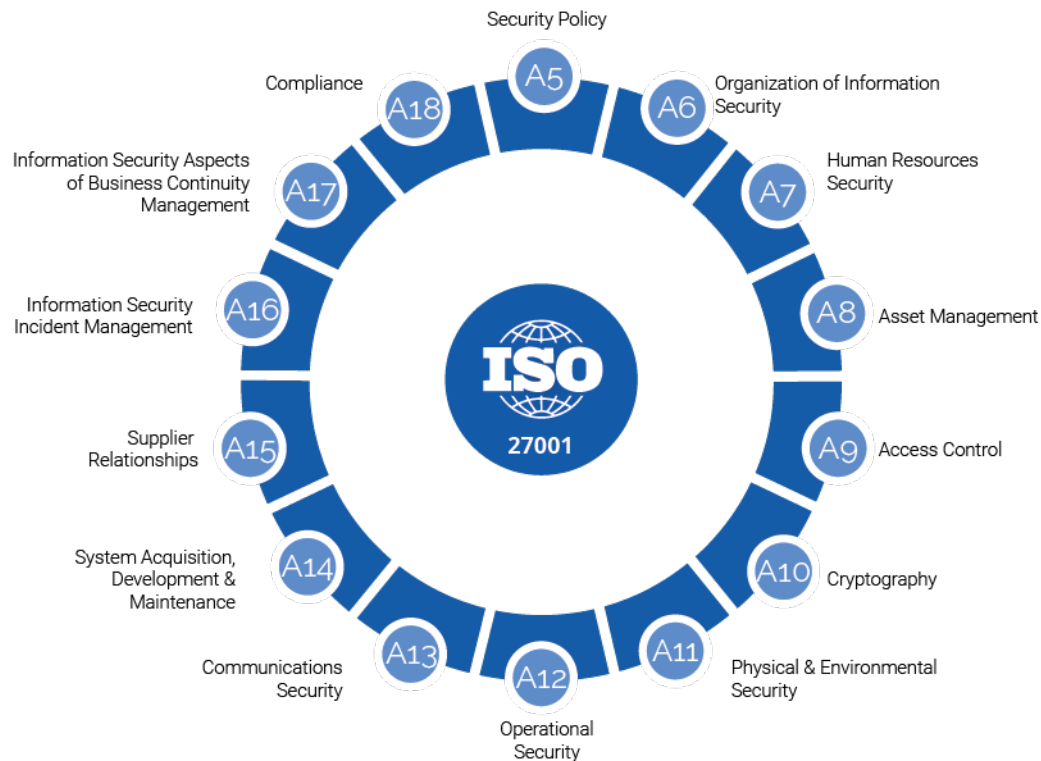 Security Policy
A5
Organization of Information
Security
A6
Human Resources
Security
A7
A8
Asset Management
A9
Access Control
A10
Cryptography
A11
Physical & Environmental
Security
A12
Operational
Security
A13
Communications
Security
A14
System Acquisition,
Development &
Maintenance
A15
Supplier
Relationships
A16
Information Security
Incident Management
A17
Information Security Aspects
of Business Continuity
Management
A18
Compliance
ISO
27001